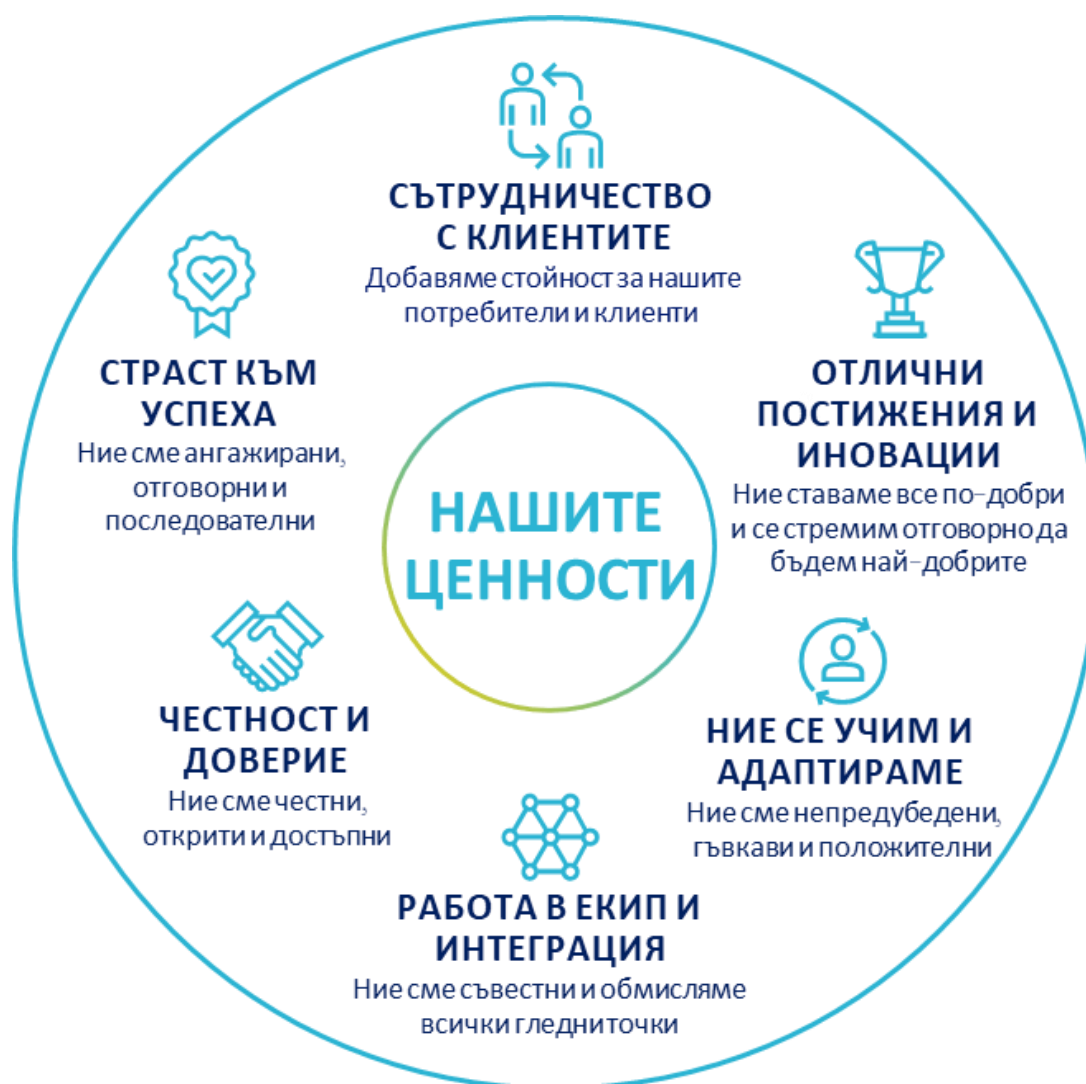 СЪТРУДНИЧЕСТВО
С КЛИЕНТИТЕ
Добавяме стойност за нашите
потребители и клиенти
ОТЛИЧНИ
ПОСТИЖЕНИЯ И
ИНОВАЦИИ
Ние ставаме все по-добри
и се стремим отговорно да
бъдем най-добрите
НИЕ СЕ УЧИМ И
АДАПТИРАМЕ
Ние сме непредубедени,
гъвкави и положителни
РАБОТА В ЕКИП И
ИНТЕГРАЦИЯ
Ние сме съвестни и обмисляме
всички гледни точки
ЧЕСТНОСТ И
ДОВЕРИЕ
Ние сме честни,
открити и достъпни
СТРАСТ КЪМ
УСПЕХА
Ние сме ангажирани,
отговорни и
последователни
НАШИТЕ
ЦЕННОСТИ